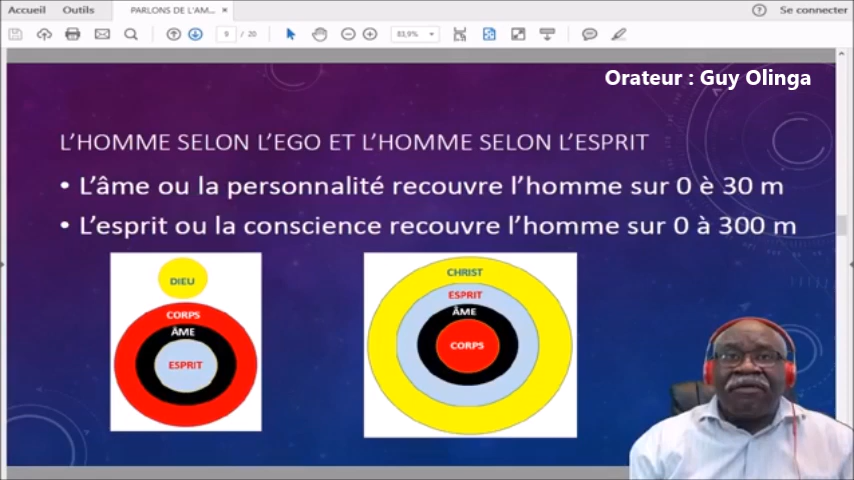 Accueil Outils PARLONS DE L'AM... × Se connecter
9 / 20 83,9%
Orateur : Guy Olinga
L'HOMME SELON L'EGO ET L'HOMME SELON L'ESPRIT
• L'âme ou la personnalité recouvre l'homme sur 0 è 30 m
• L'esprit ou la conscience recouvre l'homme sur 0 à 300 m
DIEU
CORPS
ÂME
ESPRIT
CHRIST
ESPRIT
ÂME
CORPS